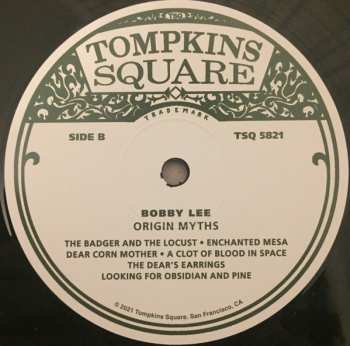 TSQ
TOMPKINS
SQUARE
TRADEMARK
SIDE B
TSQ 5821
BOBBY LEE
ORIGIN MYTHS
THE BADGER AND THE LOCUST • ENCHANTED MESA
DEAR CORN MOTHER • A CLOT OF BLOOD IN SPACE
THE DEAR'S EARRINGS
LOOKING FOR OBSIDIAN AND PINE
© 2021 Tompkins Square, San Francisco, CA